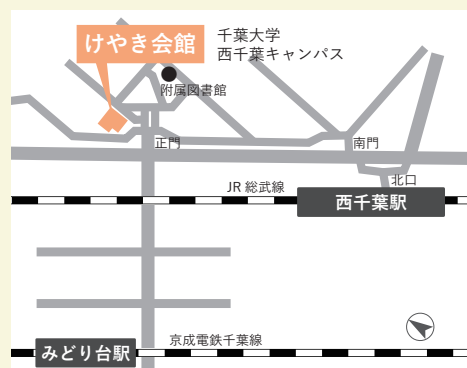 けやき会館
千葉大学
西千葉キャンパス
附属図書館
正門
南門
北口
JR 総武線
西千葉駅
京成電鉄千葉線
みどり台駅